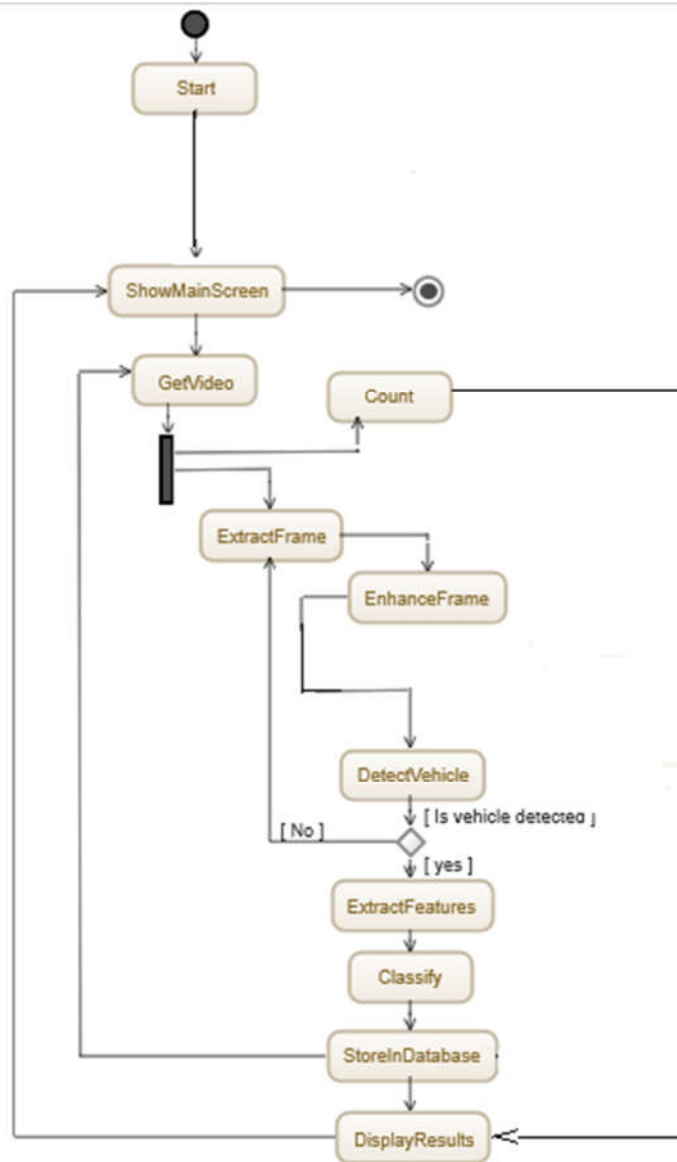 Start
ShowMainScreen
GetVideo
Count
ExtractFrame
EnhanceFrame
DetectVehicle
[ Is vehicle detected ]
[ No ]
[ yes ]
ExtractFeatures
Classify
StoreInDatabase
DisplayResults